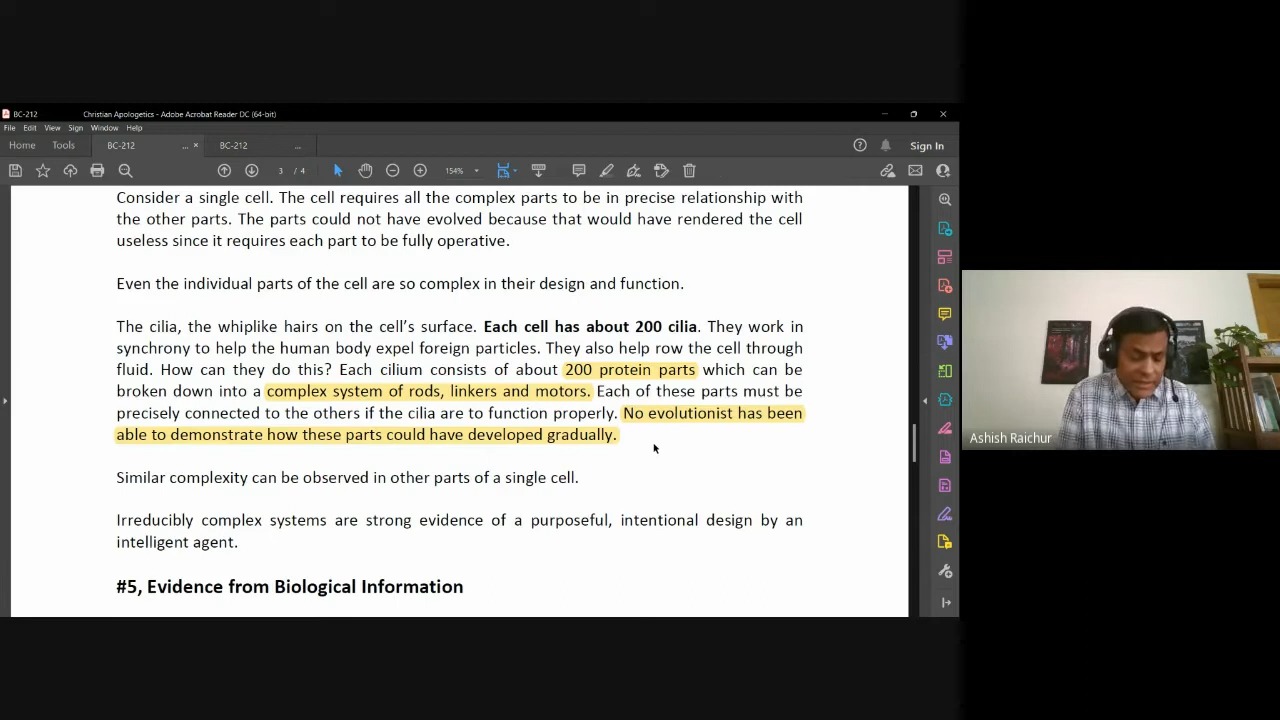 BC-212 Christian Apologetics - Adobe Acrobat Reader DC (64-bit)
File Edit View Sign Window Help
Home Tools BC-212 ... × BC-212 ... Sign In
3 / 4 154%
Consider a single cell. The cell requires all the complex parts to be in precise relationship with
the other parts. The parts could not have evolved because that would have rendered the cell
useless since it requires each part to be fully operative.
Even the individual parts of the cell are so complex in their design and function.
The cilia, the whiplike hairs on the cell's surface. Each cell has about 200 cilia. They work in
synchrony to help the human body expel foreign particles. They also help row the cell through
fluid. How can they do this? Each cilium consists of about 200 protein parts which can be
broken down into a complex system of rods, linkers and motors. Each of these parts must be
precisely connected to the others if the cilia are to function properly. No evolutionist has been
able to demonstrate how these parts could have developed gradually.
Similar complexity can be observed in other parts of a single cell.
Irreducibly complex systems are strong evidence of a purposeful, intentional design by an
intelligent agent.
#5, Evidence from Biological Information
Ashish Raichur